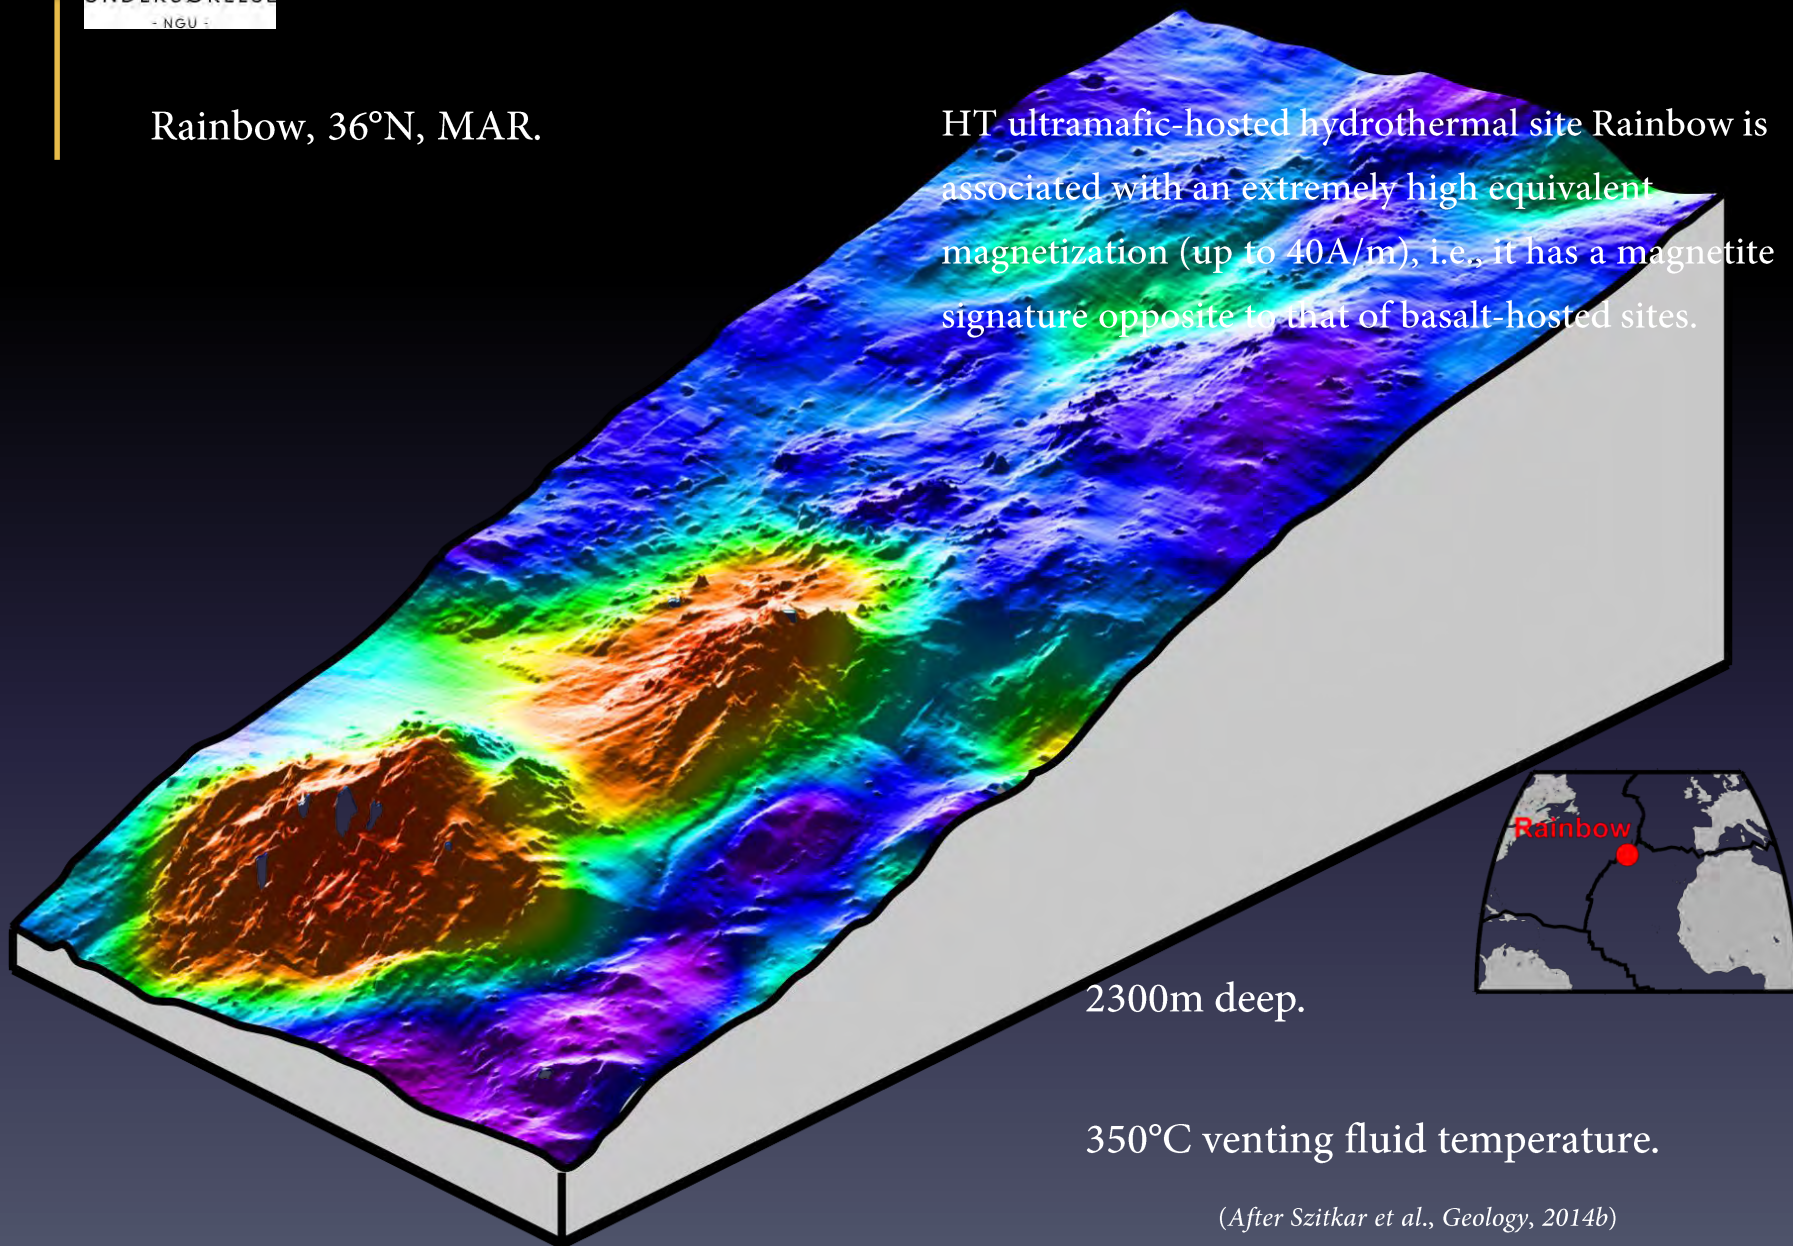 - NGU -
Rainbow, 36°N, MAR.
HT ultramafic-hosted hydrothermal site Rainbow is
associated with an extremely high equivalent
magnetization (up to 40A/m), i.e., it has a magnetite
signature opposite to that of basalt-hosted sites.
Rainbow
2300m deep.
350°C venting fluid temperature.
(After Szitkar et al., Geology, 2014b)